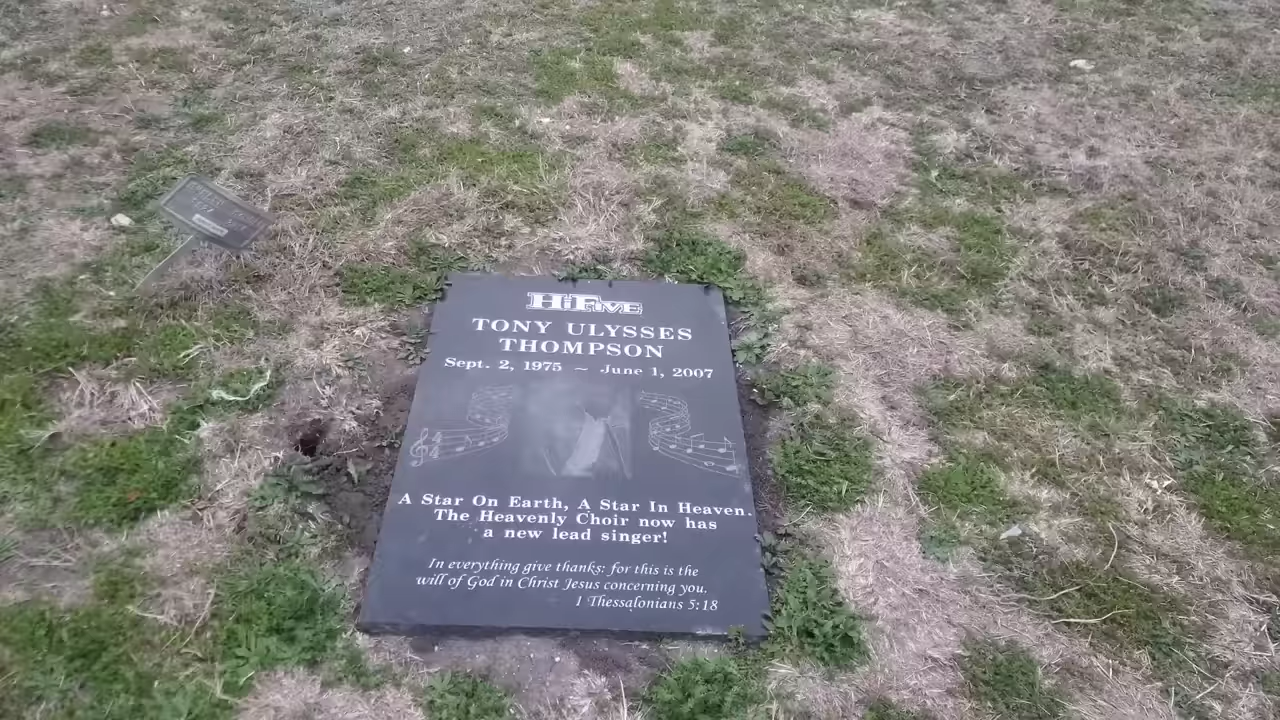 Hi-Five
TONY ULYSSES
THOMPSON
Sept. 2, 1975 ~ June 1, 2007
A Star On Earth, A Star In Heaven.
The Heavenly Choir now has
a new lead singer!
In everything give thanks: for this is the
will of God in Christ Jesus concerning you.
1 Thessalonians 5:18